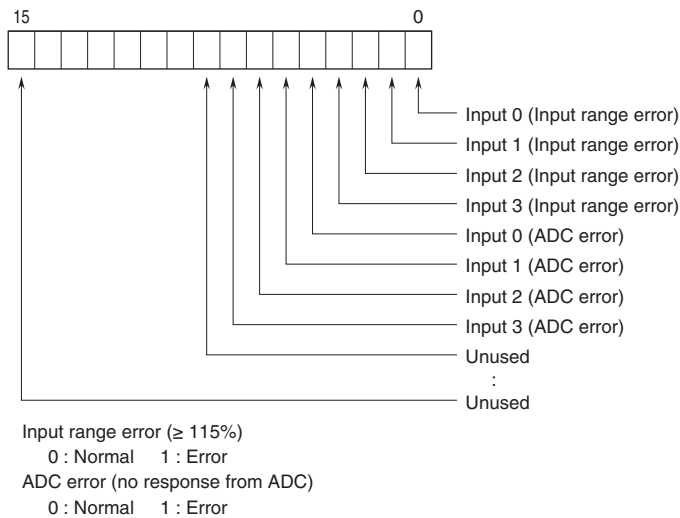 15 0
Input 0 (Input range error)
Input 1 (Input range error)
Input 2 (Input range error)
Input 3 (Input range error)
Input 0 (ADC error)
Input 1 (ADC error)
Input 2 (ADC error)
Input 3 (ADC error)
Unused
:
Unused
Input range error (≥ 115%)
0 : Normal 1 : Error
ADC error (no response from ADC)
0 : Normal 1 : Error